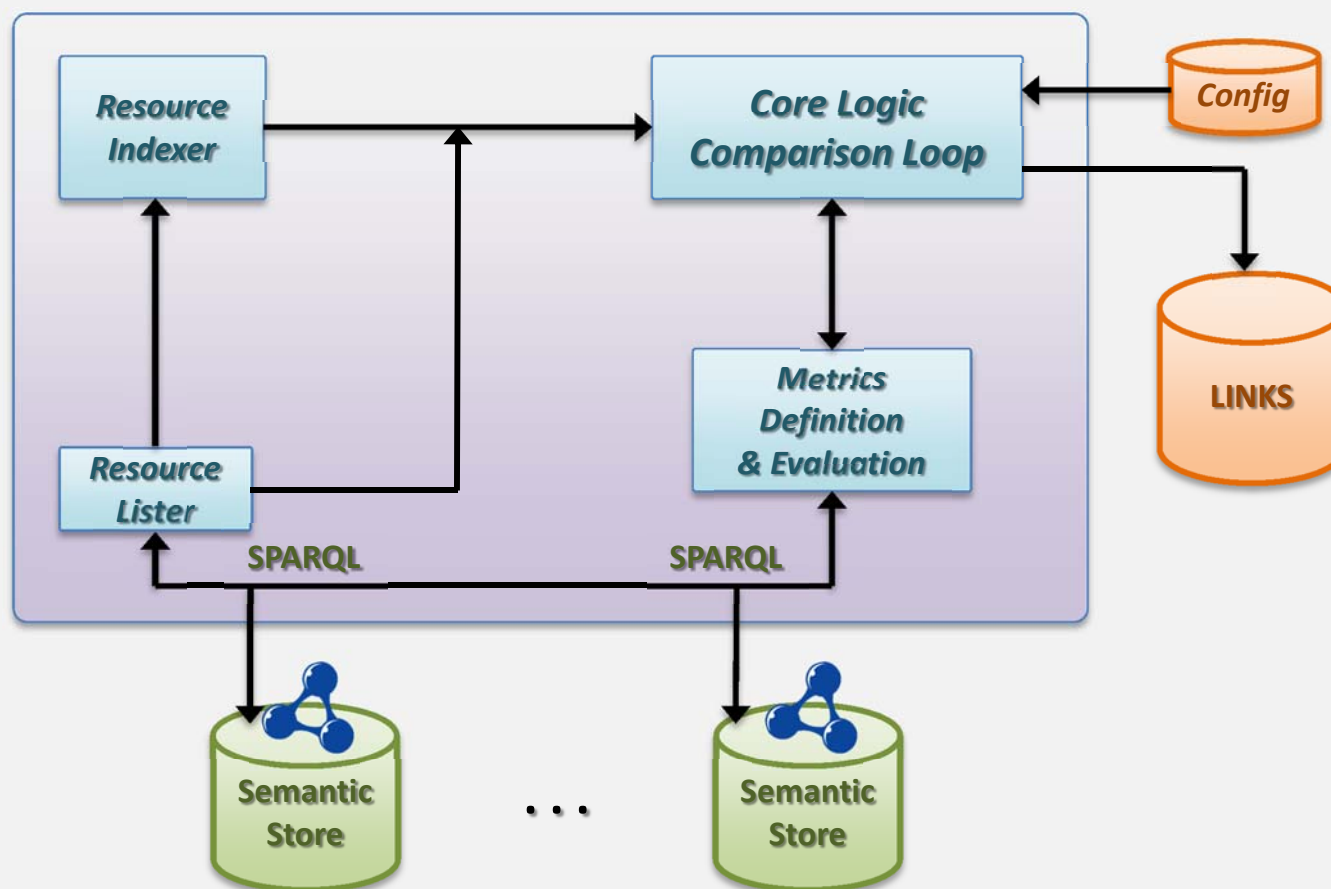 Resource
Indexer
Core Logic
Comparison Loop
Config
Metrics
Definition
& Evaluation
LINKS
Resource
Lister
SPARQL
SPARQL
Semantic
Store
. . .
Semantic
Store